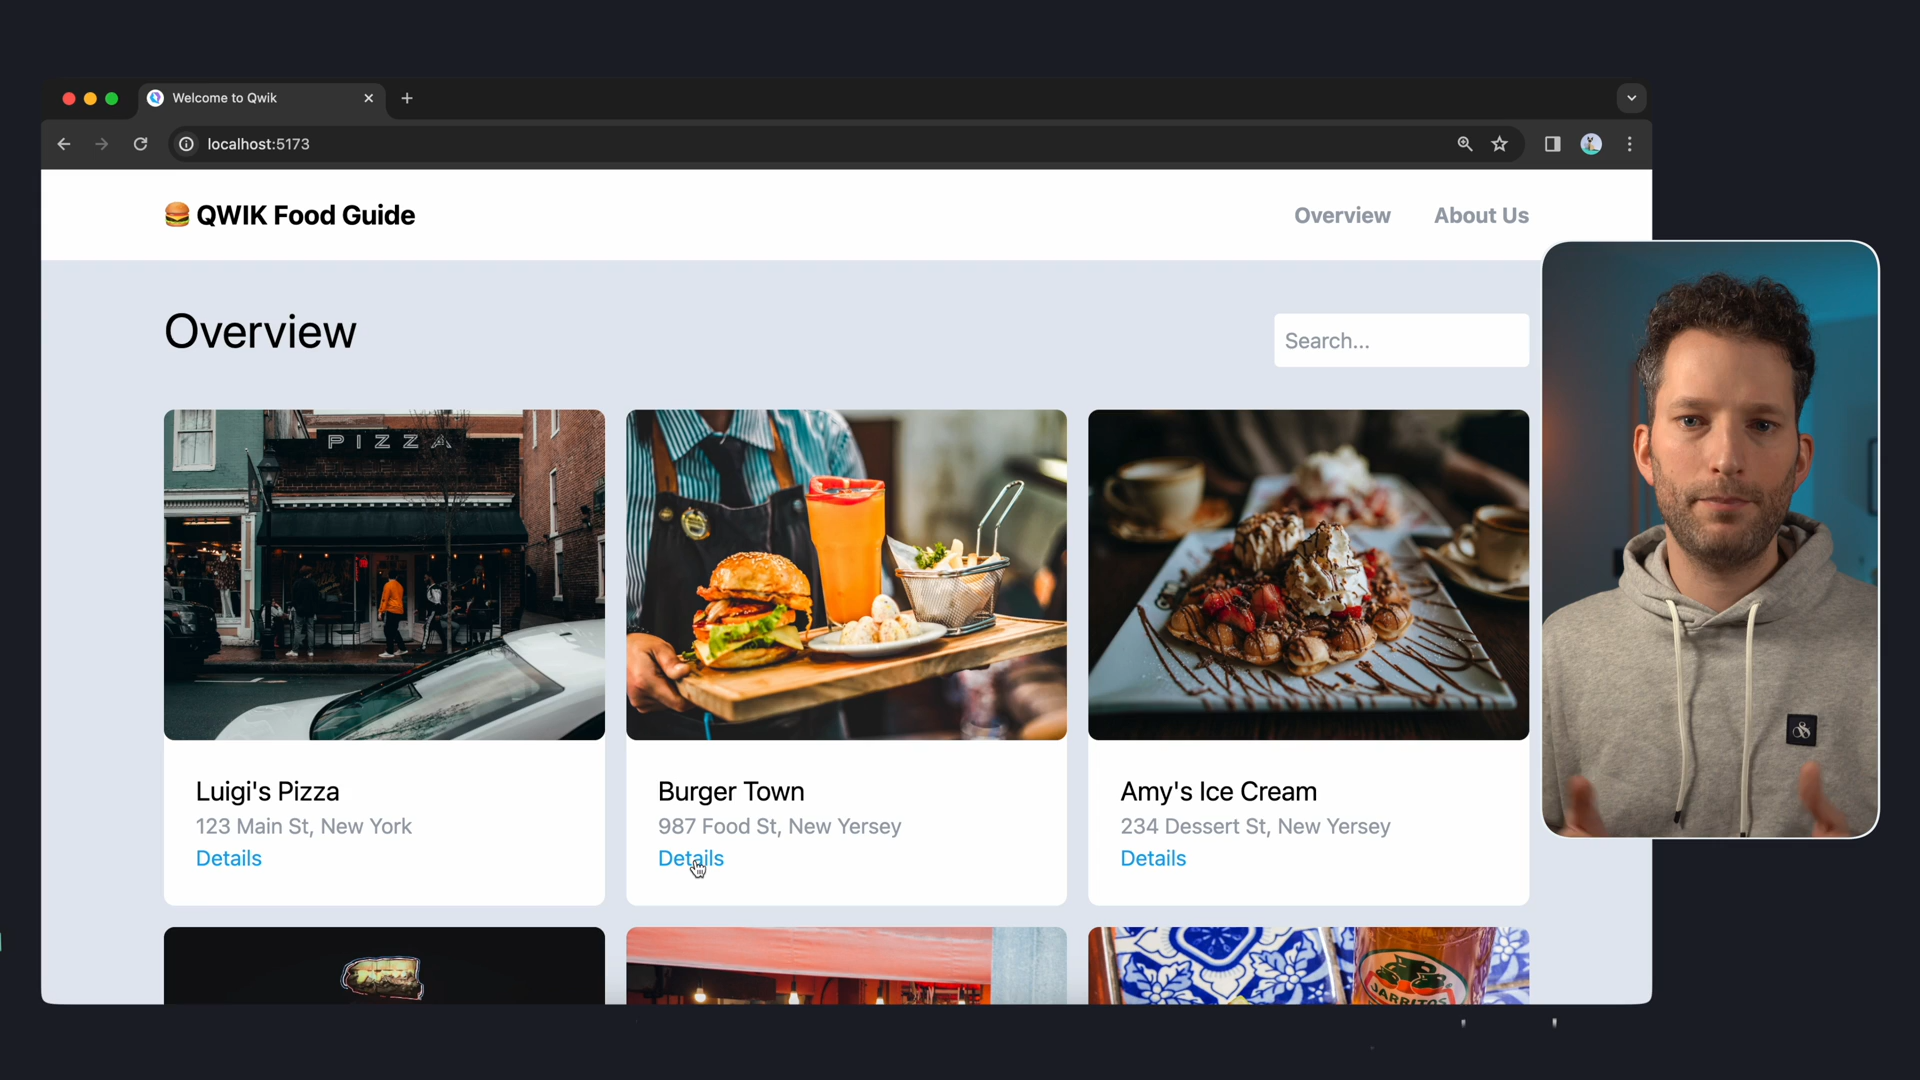 Welcome to Qwik
localhost:5173
QWIK Food Guide
Overview
About Us
Overview
Search...
PIZZA
Luigi's Pizza
123 Main St, New York
Details
Burger Town
987 Food St, New Yersey
Details
Amy's Ice Cream
234 Dessert St, New Yersey
Details
JARRITOS